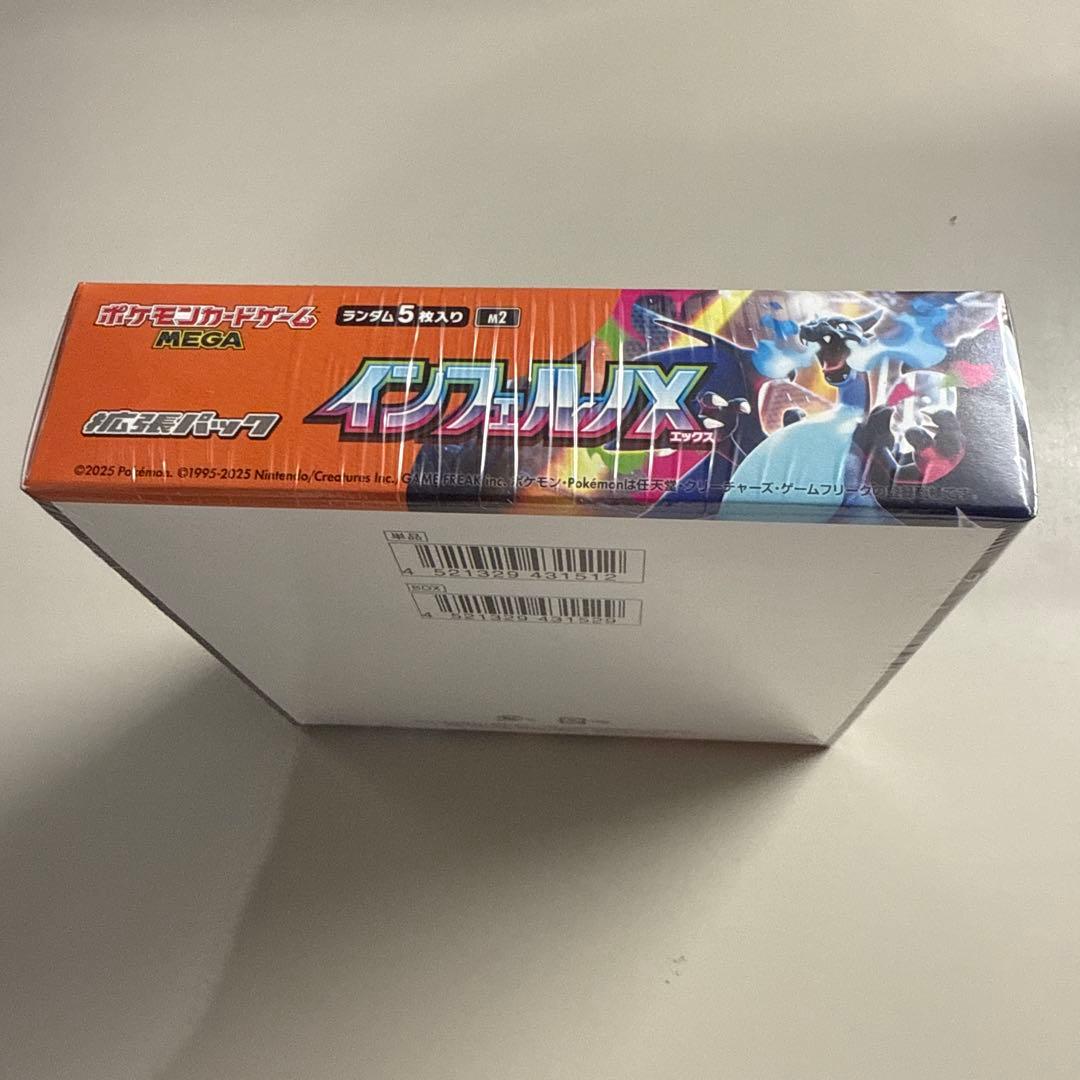 ポケモンカードゲーム
MEGA
ランダム5枚入り M2
インフェルノX
エックス
拡張パック
©2025 Pokémon. ©1995-2025 Nintendo/Creatures Inc. GAME FREAK inc. ポケモン・Pokémonは任天堂・クリーチャーズ・ゲームフリークの登録商標です。
単品
4 521329 431512
BOX
4 521329 431529